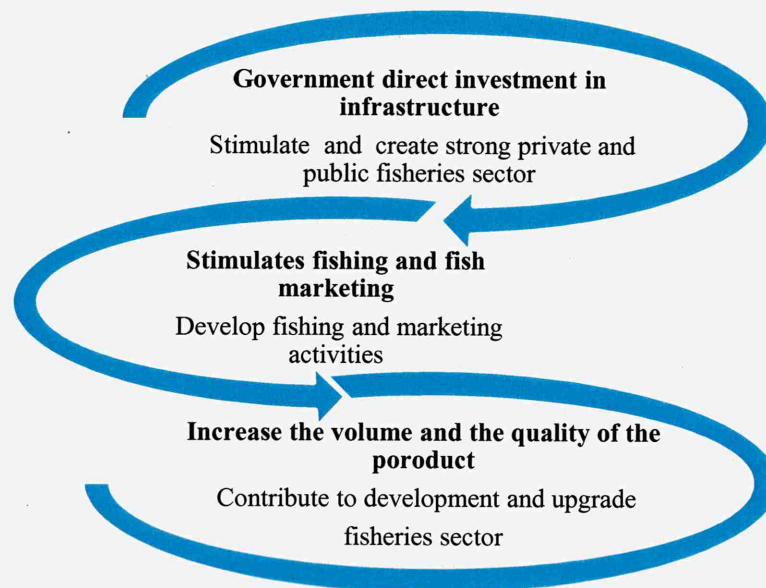 Government direct investment in
infrastructure
Stimulate and create strong private and
public fisheries sector
Stimulates fishing and fish
marketing
Develop fishing and marketing
activities
Increase the volume and the quality of the
poroduct
Contribute to development and upgrade
fisheries sector